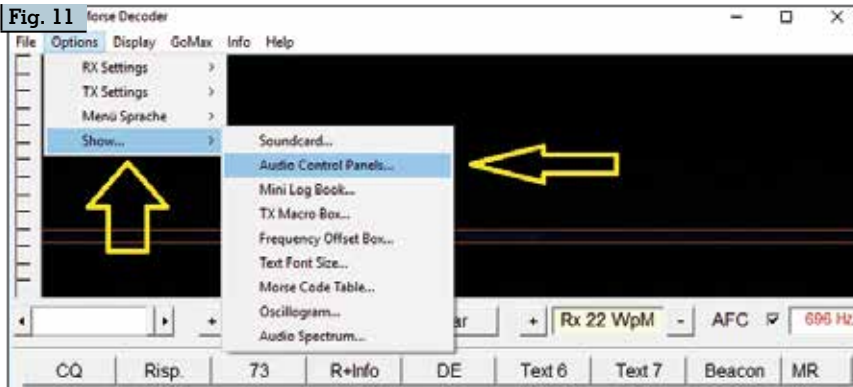 Fig. 11
Morse Decoder
File Options Display GoMax Info Help
RX Settings
TX Settings
Menü Sprache
Show...
Soundcard...
Audio Control Panels...
Mini Log Book...
TX Macro Box...
Frequency Offset Box...
Text Font Size...
Morse Code Table...
Oscillogram...
Audio Spectrum...
+ ar + Rx 22 WpM - AFC 696 Hz
CQ Risp. 73 R+Info DE Text 6 Text 7 Beacon MR